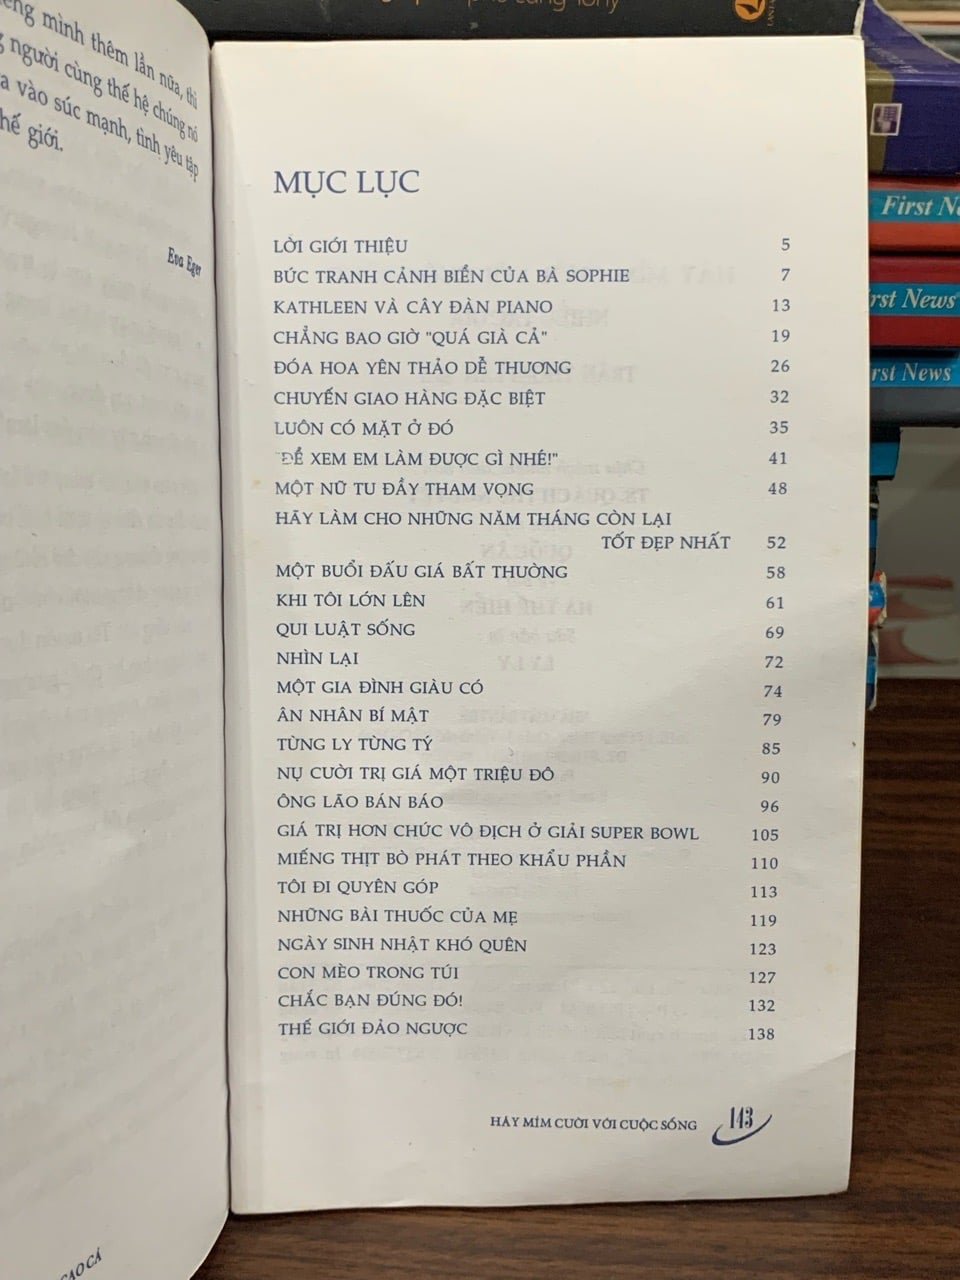 mình thêm lần nữa, thì
người cùng thế hệ chúng nó
vào súc mạnh, tình yêu tập
thế giới.
Eva Eger
MỤC LỤC
LỜI GIỚI THIỆU 5
BỨC TRANH CẢNH BIỂN CỦA BÀ SOPHIE 7
KATHLEEN VÀ CÂY ĐÀN PIANO 13
CHẲNG BAO GIỜ "QUÁ GIÀ CẢ" 19
ĐÓA HOA YÊN THẢO DỄ THƯƠNG 26
CHUYẾN GIAO HÀNG ĐẶC BIỆT 32
LUÔN CÓ MẶT Ở ĐÓ 35
"ĐỂ XEM EM LÀM ĐƯỢC GÌ NHÉ!" 41
MỘT NỮ TU ĐẦY THAM VỌNG 48
HÃY LÀM CHO NHỮNG NĂM THÁNG CÒN LẠI
TỐT ĐẸP NHẤT 52
MỘT BUỔI ĐẤU GIÁ BẤT THƯỜNG 58
KHI TÔI LỚN LÊN 61
QUI LUẬT SỐNG 69
NHÌN LẠI 72
MỘT GIA ĐÌNH GIÀU CÓ 74
ÂN NHÂN BÍ MẬT 79
TỪNG LY TỪNG TÝ 85
NỤ CƯỜI TRỊ GIÁ MỘT TRIỆU ĐÔ 90
ÔNG LÃO BÁN BÁO 96
GIÁ TRỊ HƠN CHỨC VÔ ĐỊCH Ở GIẢI SUPER BOWL 105
MIẾNG THỊT BÒ PHÁT THEO KHẨU PHẦN 110
TÔI ĐI QUYÊN GÓP 113
NHỮNG BÀI THUỐC CỦA MẸ 119
NGÀY SINH NHẬT KHÓ QUÊN 123
CON MÈO TRONG TÚI 127
CHẮC BẠN ĐÚNG ĐÓ! 132
THẾ GIỚI ĐẢO NGƯỢC 138
HÃY MỈM CƯỜI VỚI CUỘC SỐNG 143
First Ne
rst News
rst News
CAO CẢ